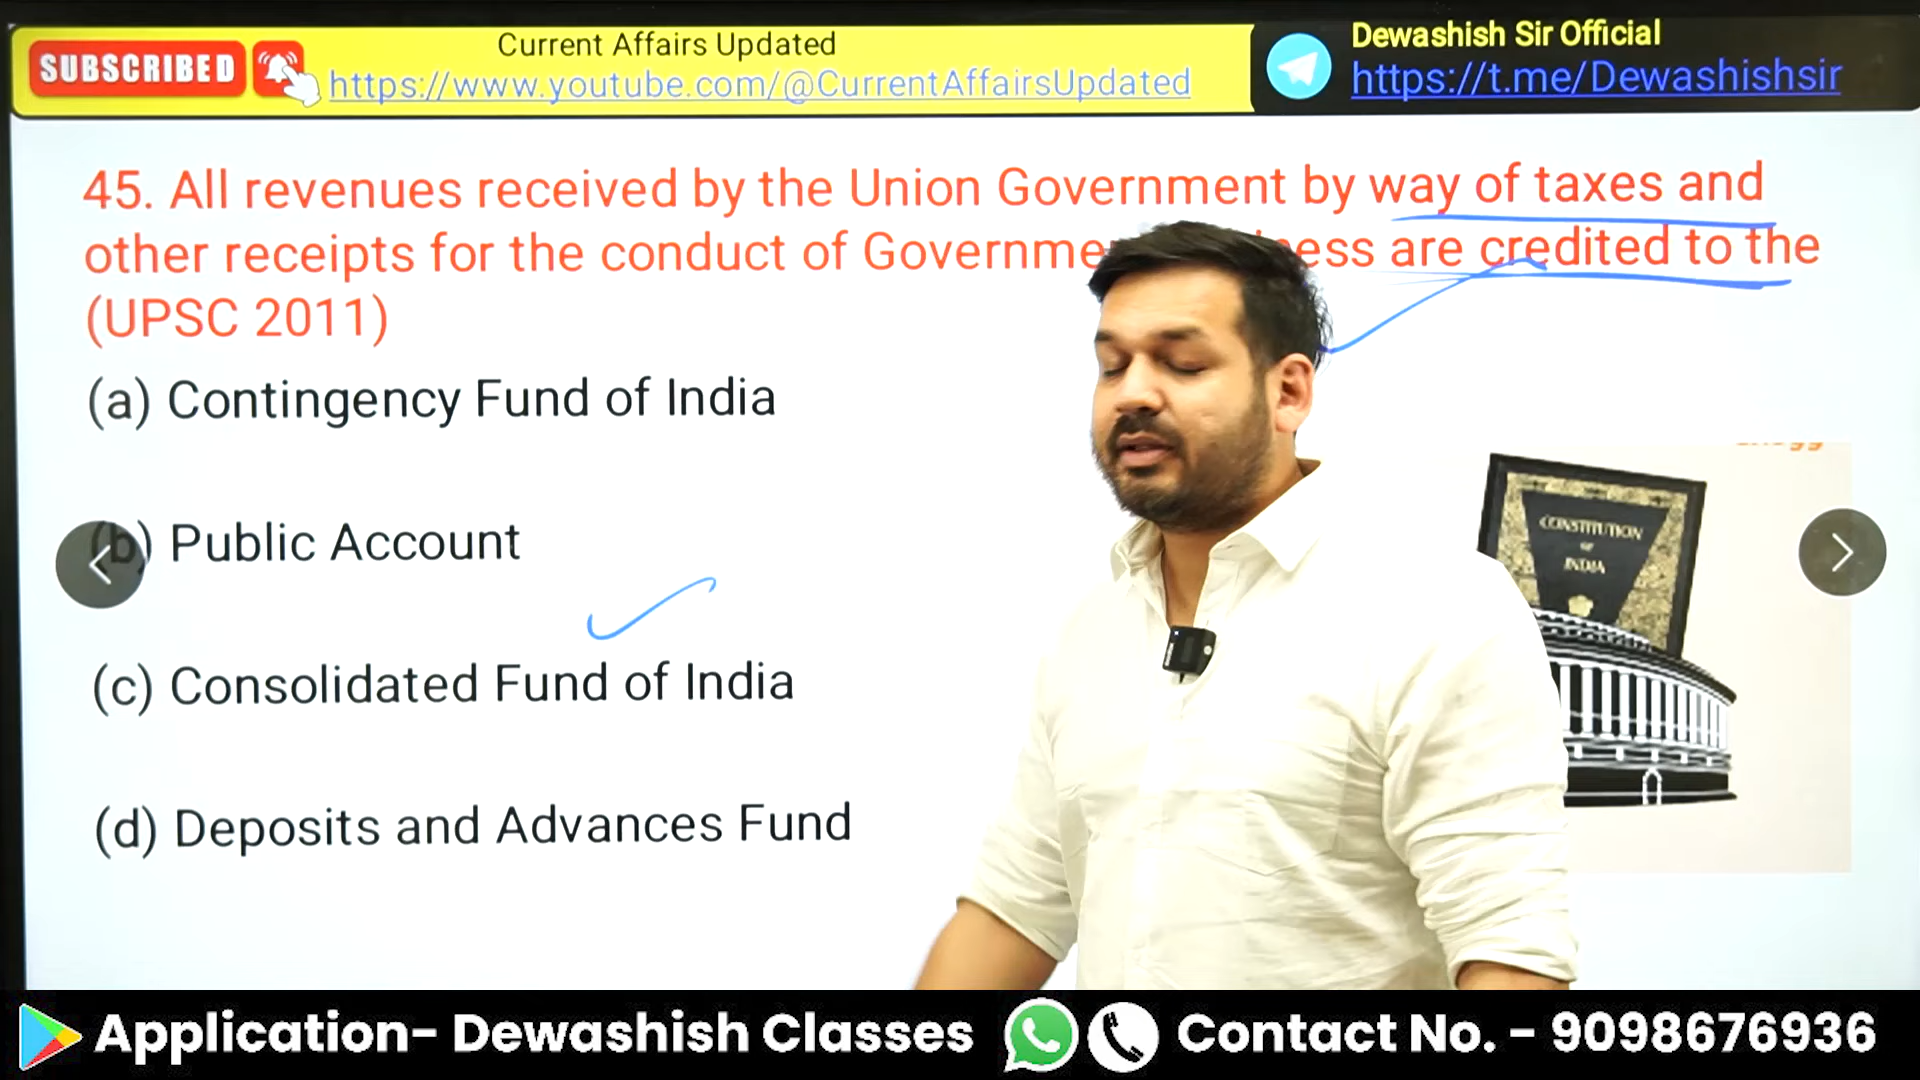 SUBSCRIBED
Current Affairs Updated
https://www.youtube.com/@CurrentAffairsUpdated
Dewashish Sir Official
https://t.me/Dewashishsir
45. All revenues received by the Union Government by way of taxes and
other receipts for the conduct of are credited to the
(UPSC 2011)
(a) Contingency Fund of India
(b) Public Account
(c) Consolidated Fund of India
(d) Deposits and Advances Fund
CONSTITUTION
OF
INDIA
Application- Dewashish Classes
Contact No. - 9098676936